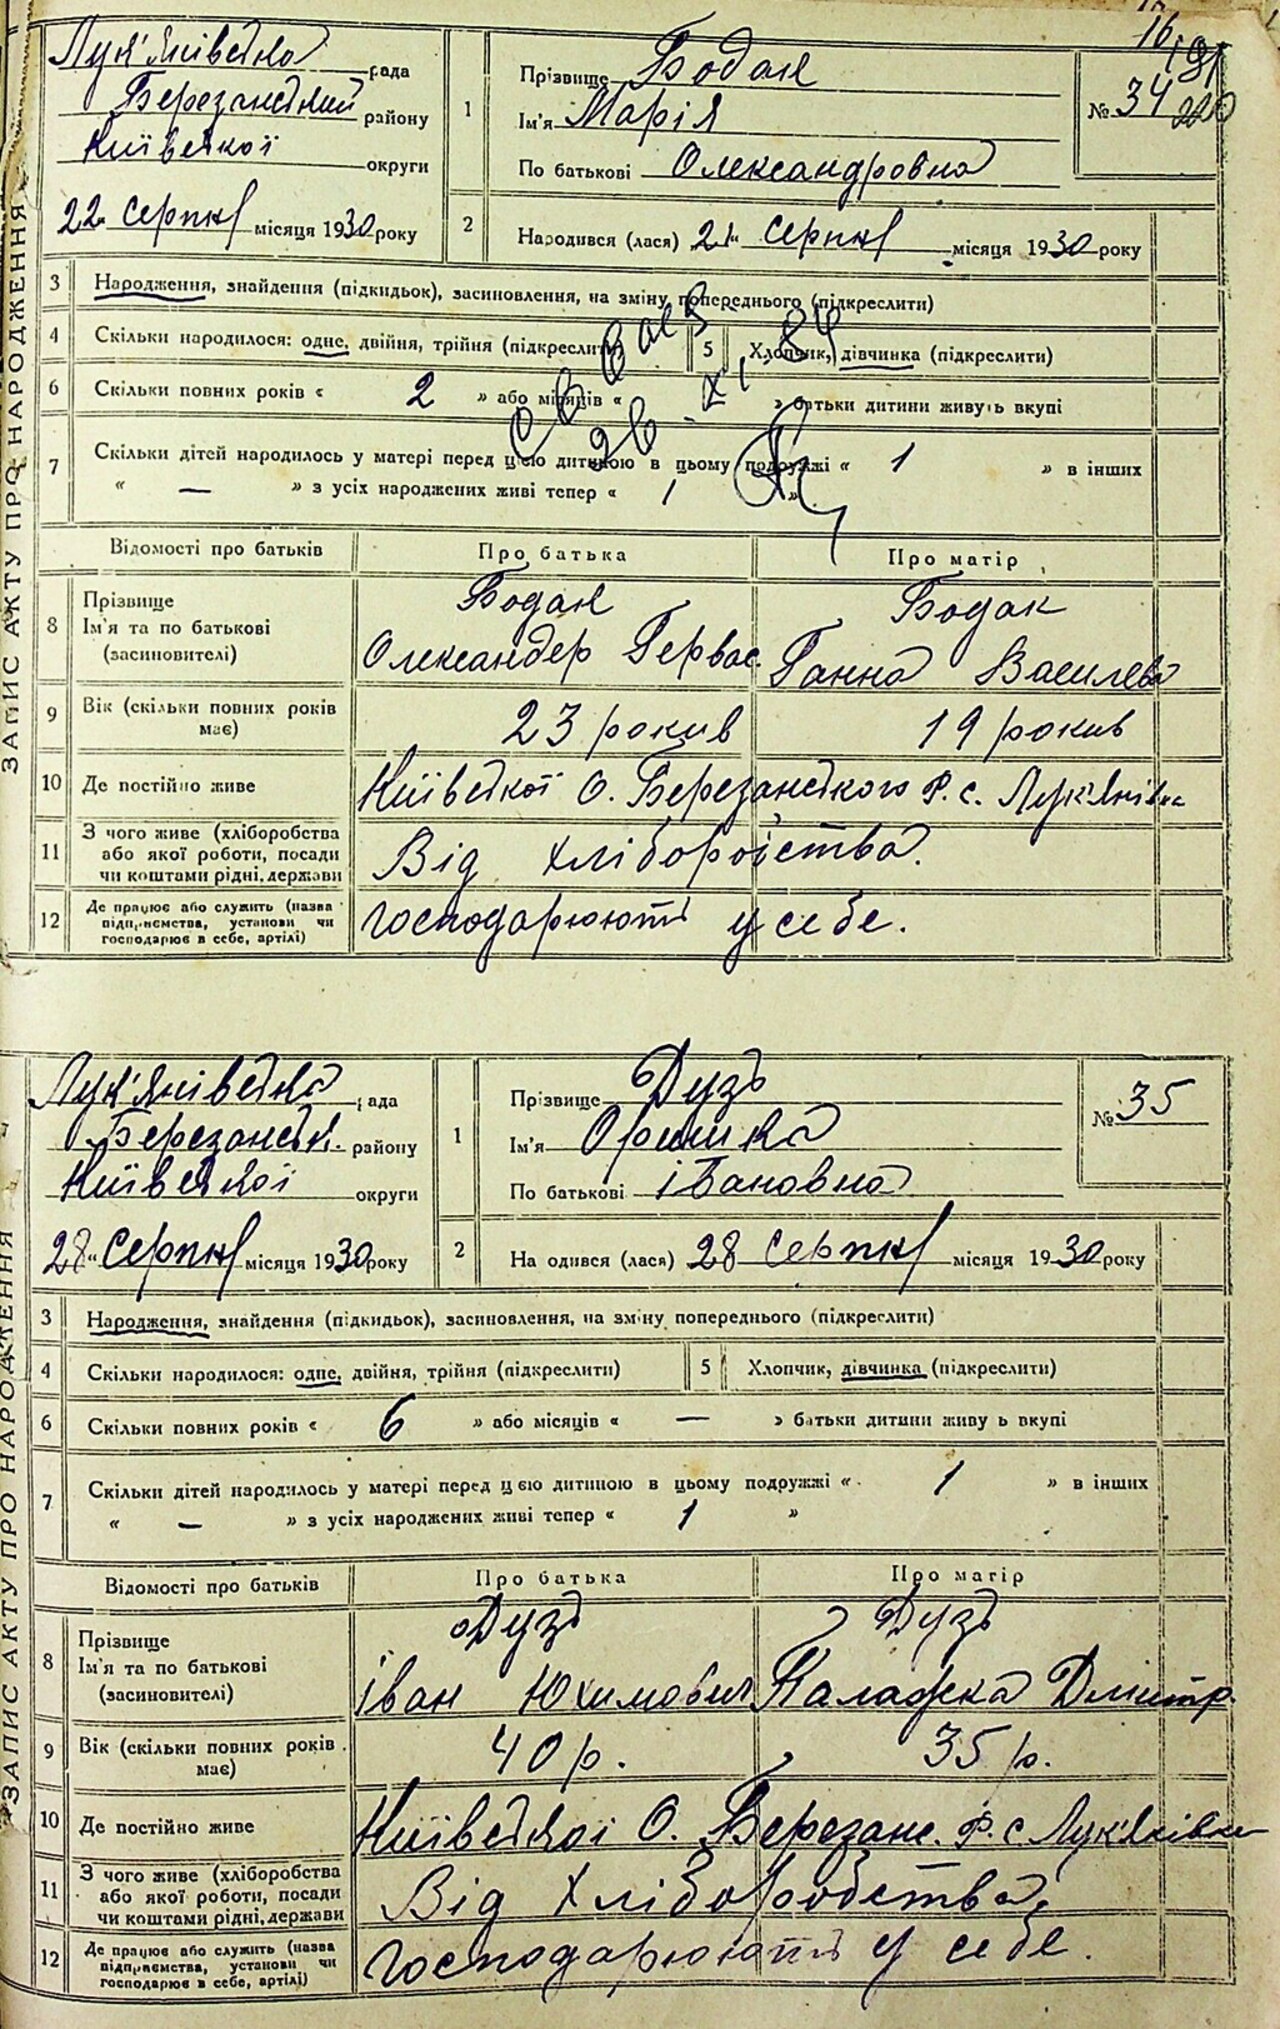 16
ЗАПИС АКТУ ПРО НАРОДЖЕННЯ
Лук'янівська рада
Березанський району
Київської округи
22 серпня місяця 1930 року
1 Прізвище Бодак
Ім'я Марія
По батькові Олександровна
№ 34
220
2 Народився (лася) 21" серпня місяця 1930 року
3 Народження, знайдення (підкидьок), засиновлення, на зміну попереднього (підкреслити)
4 Скільки народилося: одне, двійня, трійня (підкреслити) 5 Хлопчик, дівчинка (підкреслити)
6 Скільки повних років « 2 » або місяців « » батьки дитини живуть вкупі
7 Скільки дітей народилось у матері перед цією дитиною в цьому подружжі « 1 » в інших
« — » з усіх народжених живі тепер « 1 »
Відомості про батьків Про батька Про матір
8 Прізвище Бодак Бодак
Ім'я та по батькові Олександер Гервас. Ганна Василева
(засиновителі)
9 Вік (скільки повних років має) 23 рокив 19 рокив
10 Де постійно живе Київської О. Березанського Р. с. Лук'янівка
11 З чого живе (хліборобства
або якої роботи, посади
чи коштами рідні, держави Від хліборобства.
12 Де працює або служить (назва
підприємства, установи чи
господарює в себе, артілі) Господарюють у себе.
ЗАПИС АКТУ ПРО НАРОДЖЕННЯ
Лук'янівська рада
Березанськ. району
Київської округи
28" Серпня місяця 1930 року
1 Прізвище Дузь
Ім'я Оришка
По батькові івановна
№ 35
2 На одився (лася) 28 серпня місяця 1930 року
3 Народження, знайдення (підкидьок), засиновлення, на зміну попереднього (підкреслити)
4 Скільки народилося: одне, двійня, трійня (підкреслити) 5 Хлопчик, дівчинка (підкреслити)
6 Скільки повних років « 6 » або місяців « — » батьки дитини живу ь вкупі
7 Скільки дітей народилось у матері перед цією дитиною в цьому подружжі « 1 » в інших
« — » з усіх народжених живі тепер « 1 »
Відомості про батьків Про батька Про матір
8 Прізвище Дузь Дузь
Ім'я та по батькові іван Юхимович Палажка Дмитр.
(засиновителі)
9 Вік (скільки повних років має) 40 р. 35 р.
10 Де постійно живе Київської О. Березанс. Р. с Лук'янівка
11 З чого живе (хліборобства
або якої роботи, посади
чи коштами рідні, держави Від хліборобства.
12 Де працює або служить (назва
підприємства, установи чи
господарює в себе, артілі) Господарюють у себе.